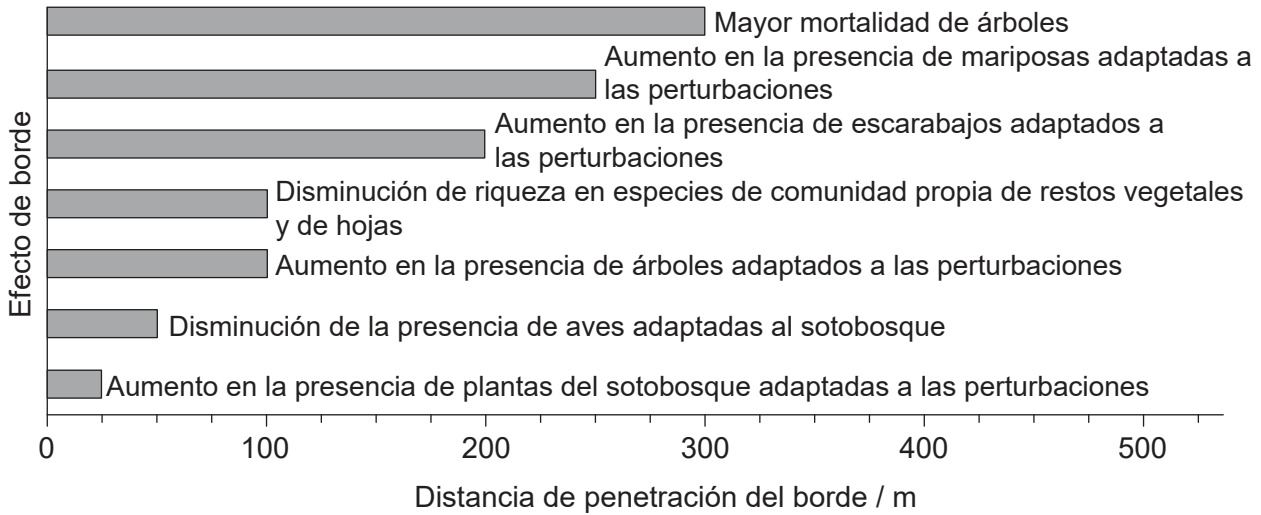 Mayor mortalidad de árboles
Aumento en la presencia de mariposas adaptadas a
las perturbaciones
Aumento en la presencia de escarabajos adaptados a
las perturbaciones
Disminución de riqueza en especies de comunidad propia de restos vegetales
y de hojas
Aumento en la presencia de árboles adaptados a las perturbaciones
Disminución de la presencia de aves adaptadas al sotobosque
Aumento en la presencia de plantas del sotobosque adaptadas a las perturbaciones
Efecto de borde
0 100 200 300 400 500
Distancia de penetración del borde / m